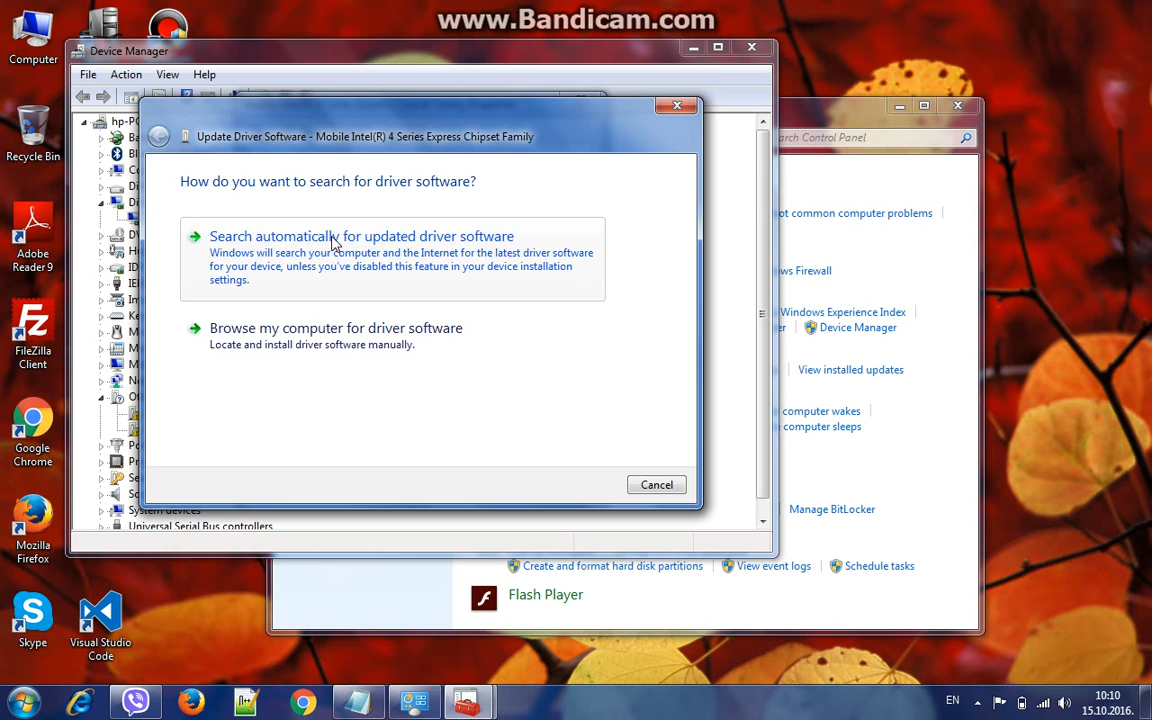 www.Bandicam.com
Computer
Recycle Bin
Adobe
Reader 9
FileZilla
Client
Google
Chrome
Mozilla
Firefox
Skype
Visual Studio
Code
Device Manager
File Action View Help
hp-PC
Update Driver Software - Mobile Intel(R) 4 Series Express Chipset Family
How do you want to search for driver software?
Search automatically for updated driver software
Windows will search your computer and the Internet for the latest driver software
for your device, unless you've disabled this feature in your device installation
settings.
Browse my computer for driver software
Locate and install driver software manually.
Cancel
System devices
Universal Serial Bus controllers
Search Control Panel
ot common computer problems
ws Firewall
Windows Experience Index
er
Device Manager
View installed updates
computer wakes
e computer sleeps
Manage BitLocker
Create and format hard disk partitions
View event logs
Schedule tasks
Flash Player
EN
10:10
15.10.2016.